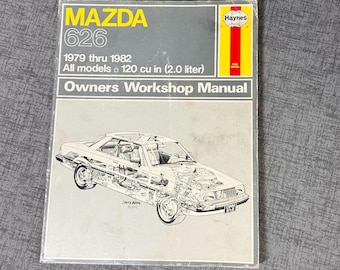 MAZDA
Haynes
626
1979 thru 1982
All models □ 120 cu in (2.0 liter)
Owners Workshop Manual